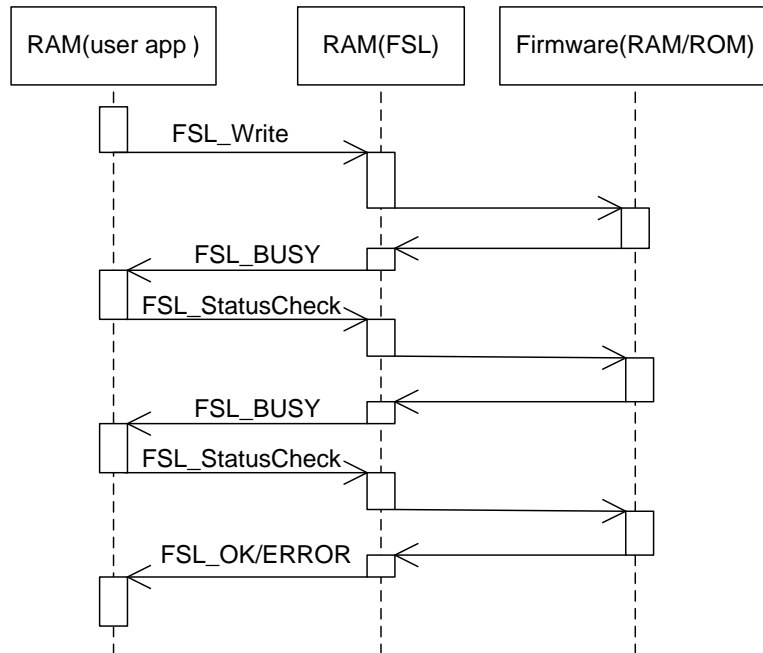 RAM(user app )
RAM(FSL)
Firmware(RAM/ROM)
FSL_Write
FSL_BUSY
FSL_StatusCheck
FSL_BUSY
FSL_StatusCheck
FSL_OK/ERROR